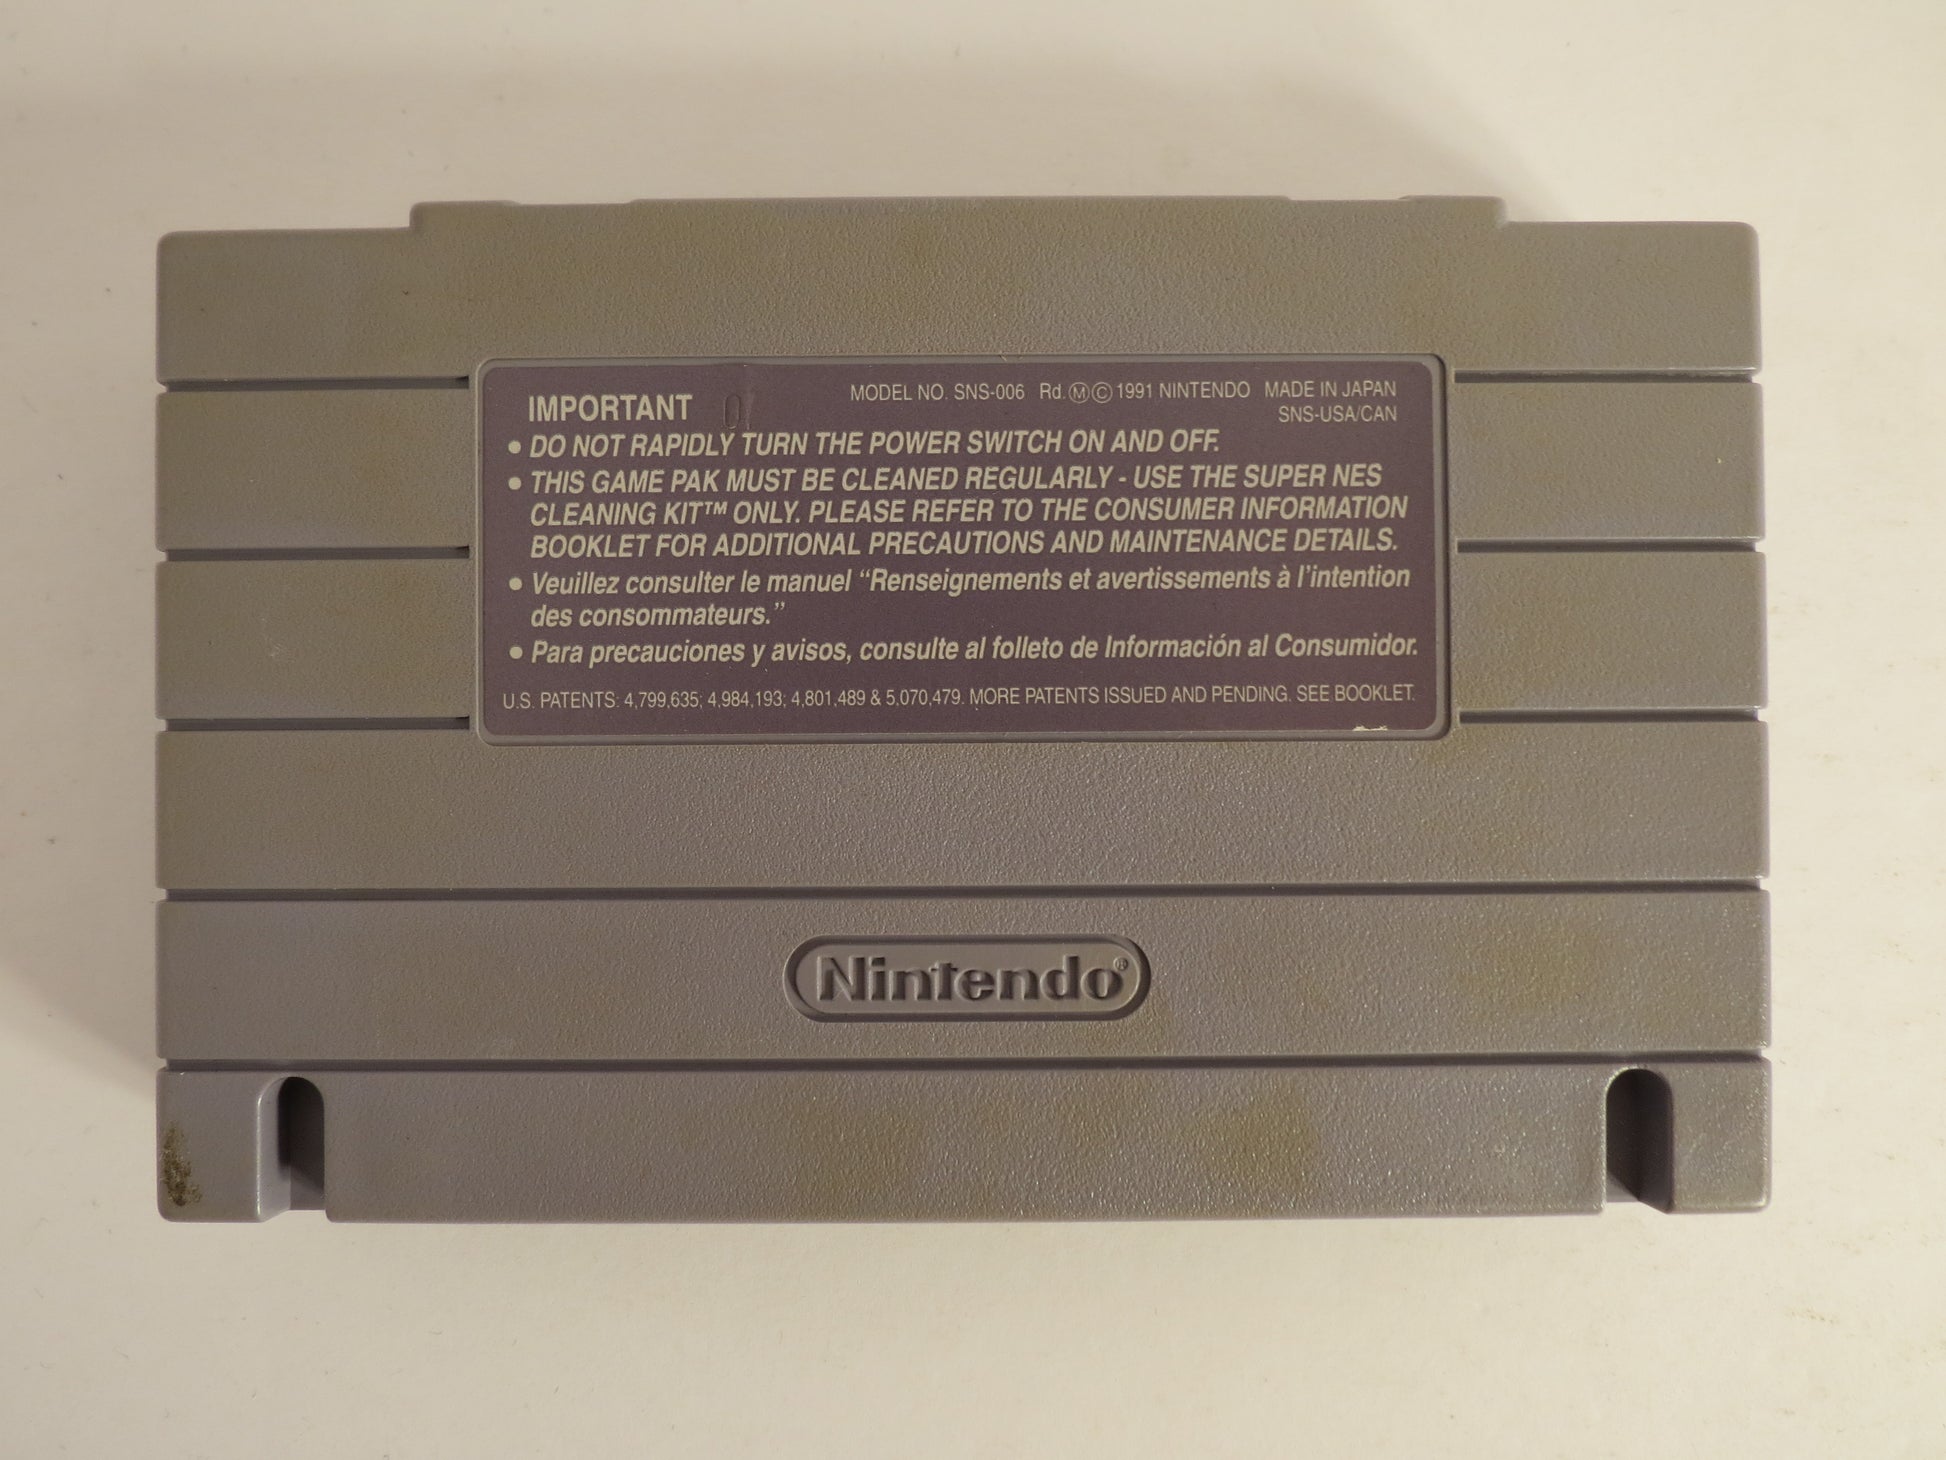 IMPORTANT 01 MODEL NO. SNS-006 Rd. Ⓜ © 1991 NINTENDO MADE IN JAPAN
SNS-USA/CAN
• DO NOT RAPIDLY TURN THE POWER SWITCH ON AND OFF.
• THIS GAME PAK MUST BE CLEANED REGULARLY - USE THE SUPER NES
CLEANING KIT™ ONLY. PLEASE REFER TO THE CONSUMER INFORMATION
BOOKLET FOR ADDITIONAL PRECAUTIONS AND MAINTENANCE DETAILS.
• Veuillez consulter le manuel “Renseignements et avertissements à l’intention
des consommateurs.”
• Para precauciones y avisos, consulte al folleto de Información al Consumidor.
U.S. PATENTS: 4,799,635; 4,984,193; 4,801,489 & 5,070,479. MORE PATENTS ISSUED AND PENDING. SEE BOOKLET.
Nintendo®